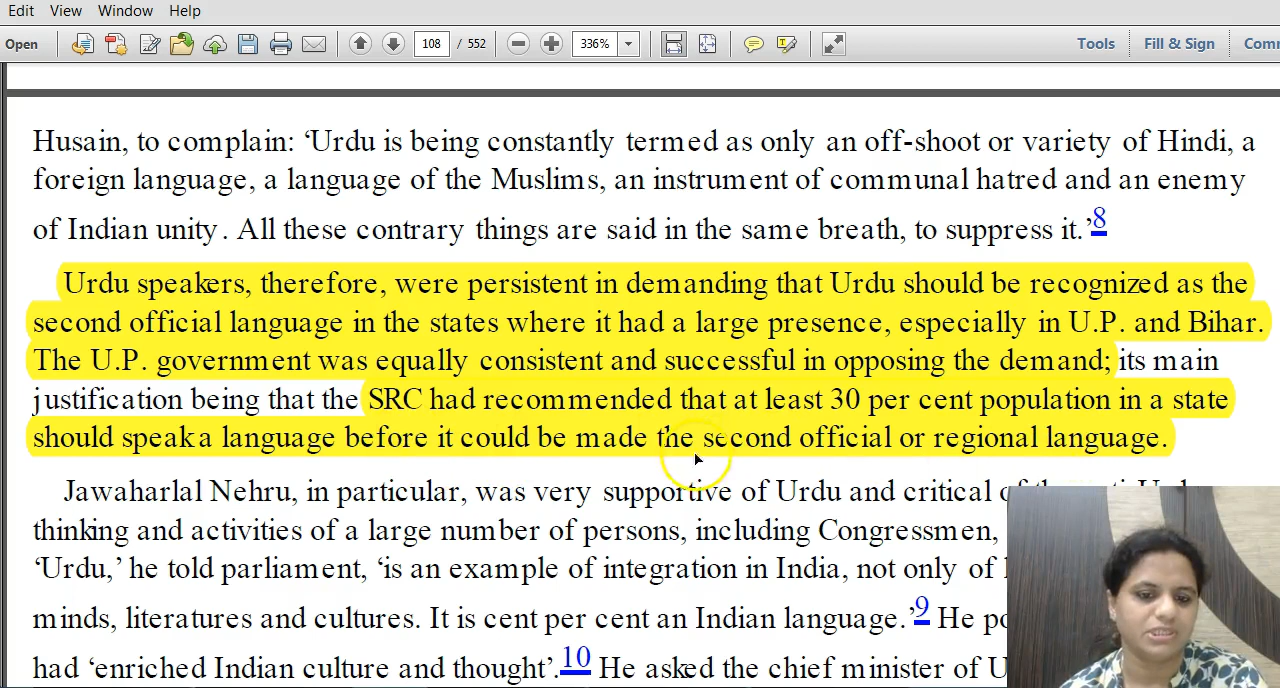 Edit View Window Help
Open 108 / 552 336% Tools Fill & Sign
Husain, to complain: ‘Urdu is being constantly termed as only an off-shoot or variety of Hindi, a
foreign language, a language of the Muslims, an instrument of communal hatred and an enemy
of Indian unity. All these contrary things are said in the same breath, to suppress it.’8
Urdu speakers, therefore, were persistent in demanding that Urdu should be recognized as the
second official language in the states where it had a large presence, especially in U.P. and Bihar.
The U.P. government was equally consistent and successful in opposing the demand; its main
justification being that the SRC had recommended that at least 30 per cent population in a state
should speak a language before it could be made the second official or regional language.
Jawaharlal Nehru, in particular, was very supportive of Urdu and critical
thinking and activities of a large number of persons, including Congressmen,
‘Urdu,’ he told parliament, ‘is an example of integration in India, not only of
minds, literatures and cultures. It is cent per cent an Indian language.’9 He
had ‘enriched Indian culture and thought’.10 He asked the chief minister of